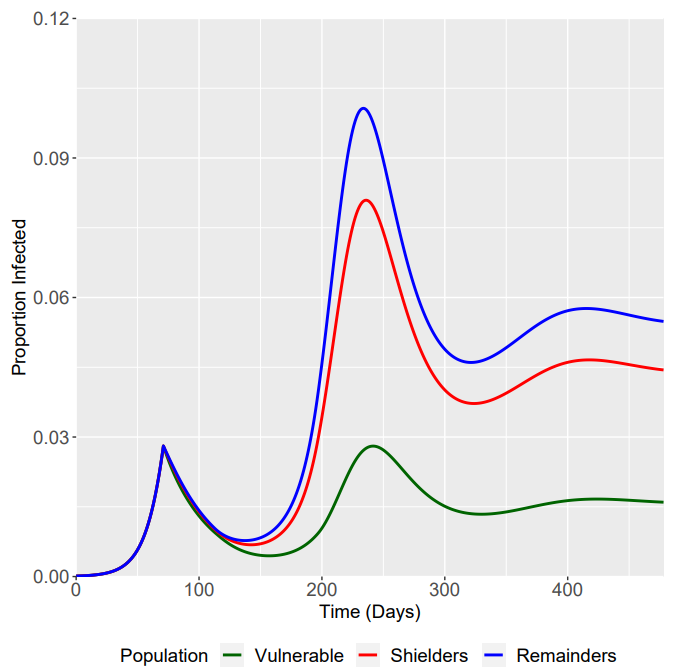 0.12
0.09
0.06
0.03
0.00
Proportion Infected
0 100 200 300 400
Time (Days)
Population Vulnerable Shielders Remainders